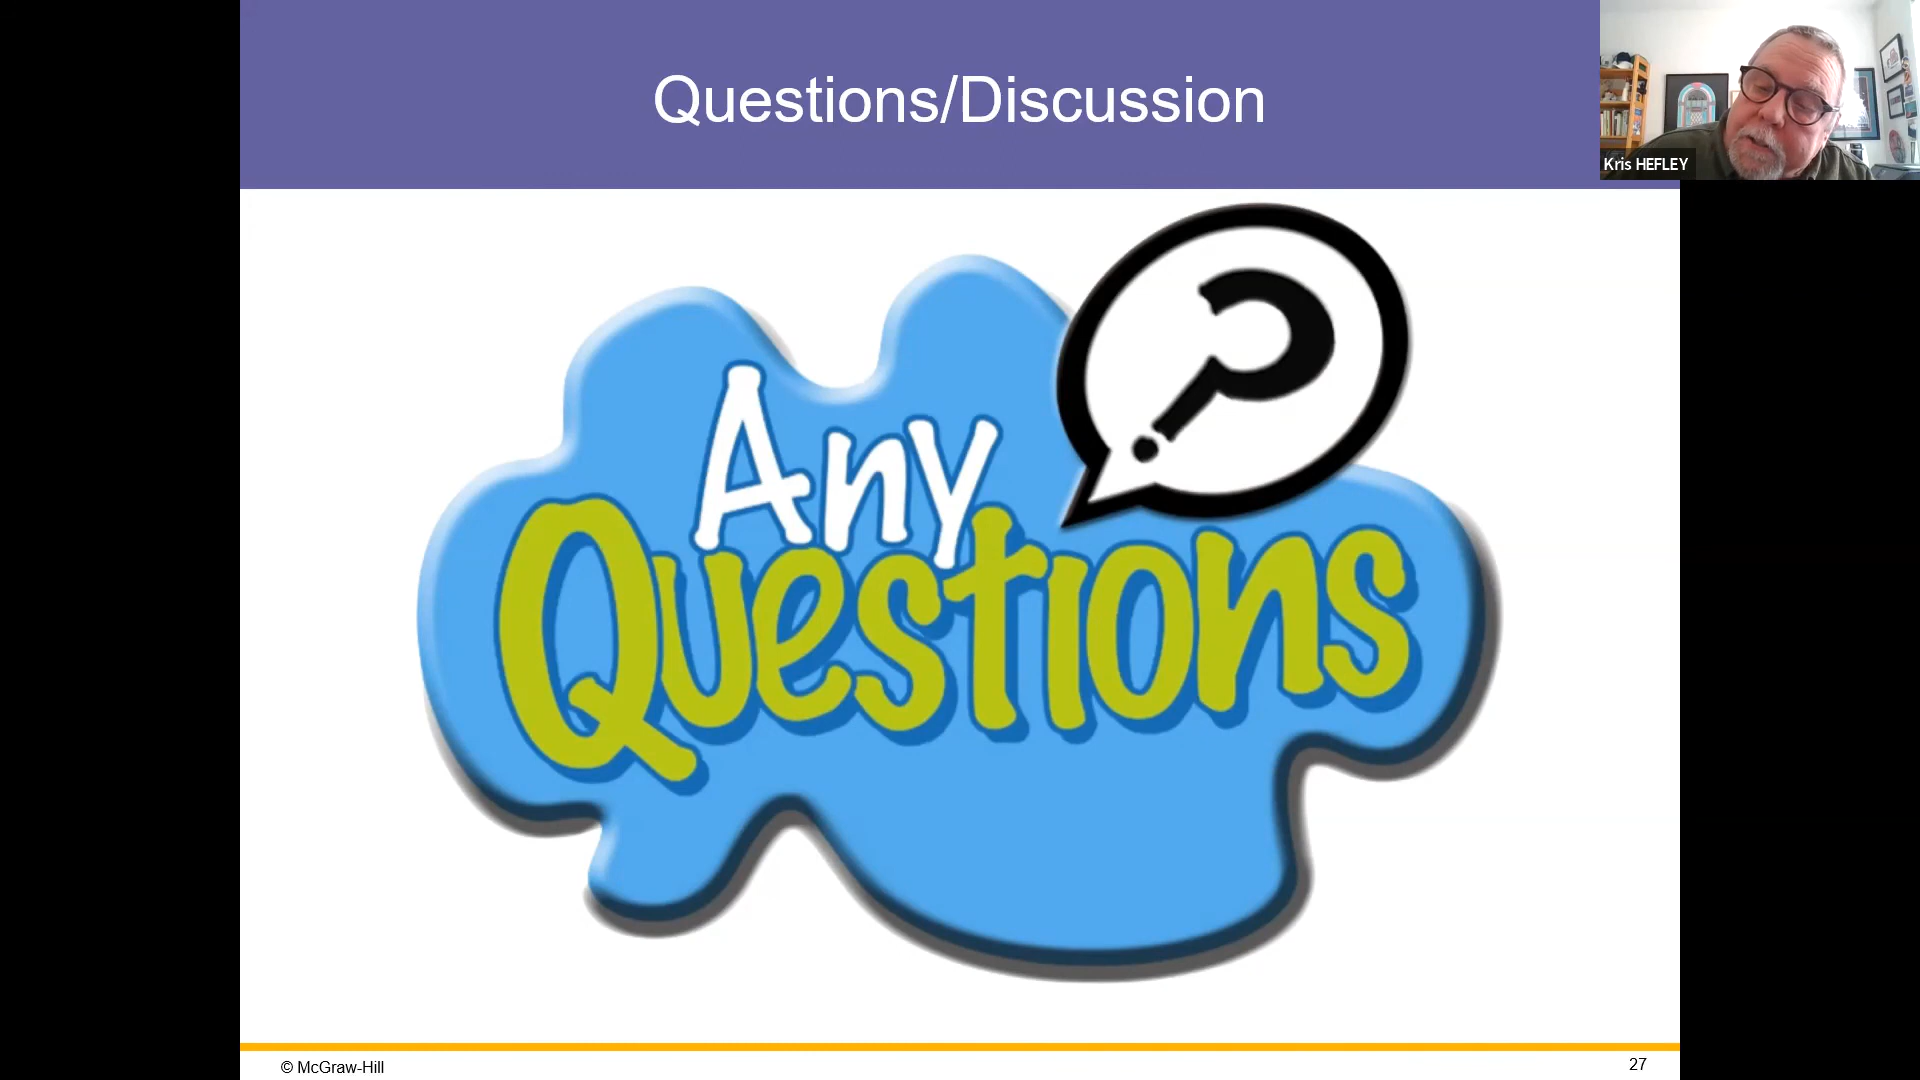 Questions/Discussion
Kris HEFLEY
?
Any
Questions
© McGraw-Hill
27